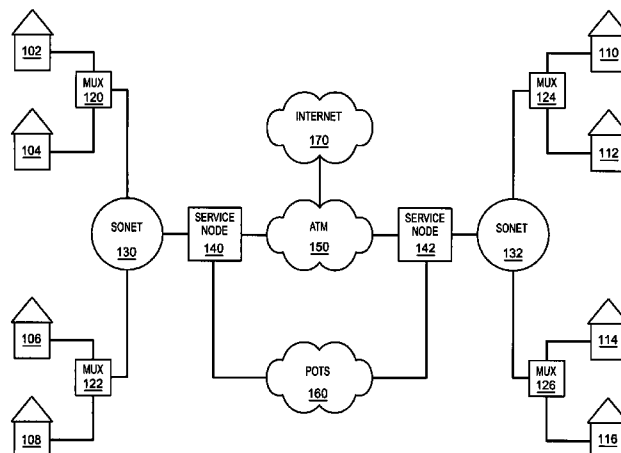 102
MUX
120
104
110
MUX
124
112
INTERNET
170
SONET
130
SERVICE
NODE
140
ATM
150
SERVICE
NODE
142
SONET
132
106
MUX
122
108
POTS
160
114
MUX
126
116